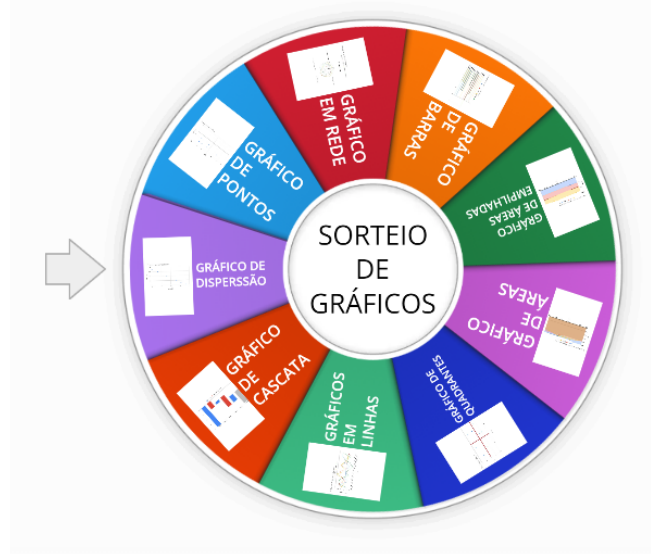 SORTEIO
DE
GRÁFICOS
GRÁFICO DE
DISPERSSÃO
GRÁFICO
DE
PONTOS
GRÁFICO
EM REDE
GRÁFICO
DE
BARRAS
GRÁFICO
DE ÁREAS
EMPILHADAS
GRÁFICO
DE
ÁREAS
GRÁFICO DE
QUADRANTES
GRÁFICOS
EM
LINHAS
GRÁFICO
DE
CASCATA